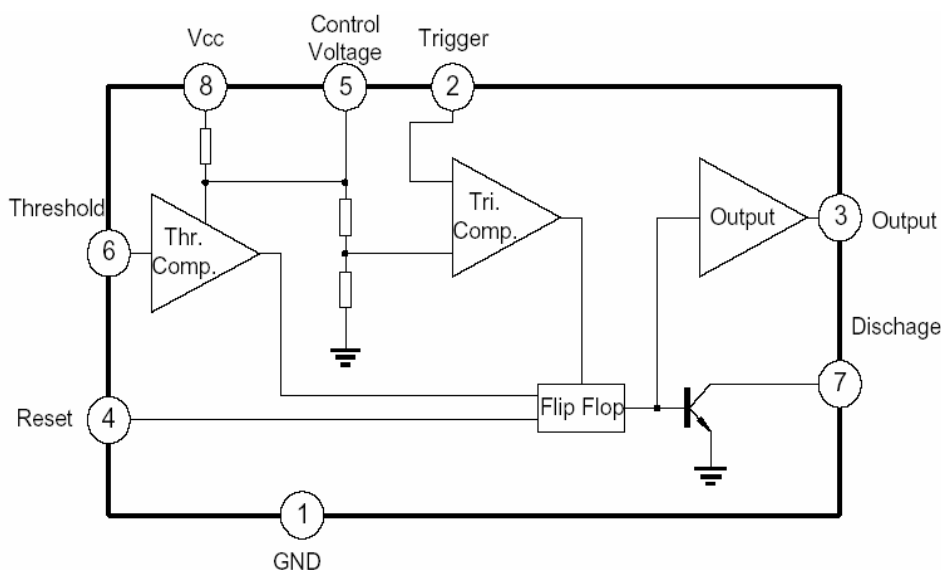 Vcc
Control
Voltage
Trigger
8
5
2
Threshold
6
Thr.
Comp.
Tri.
Comp.
Output
3
Output
Dischage
7
Reset
4
Flip Flop
1
GND